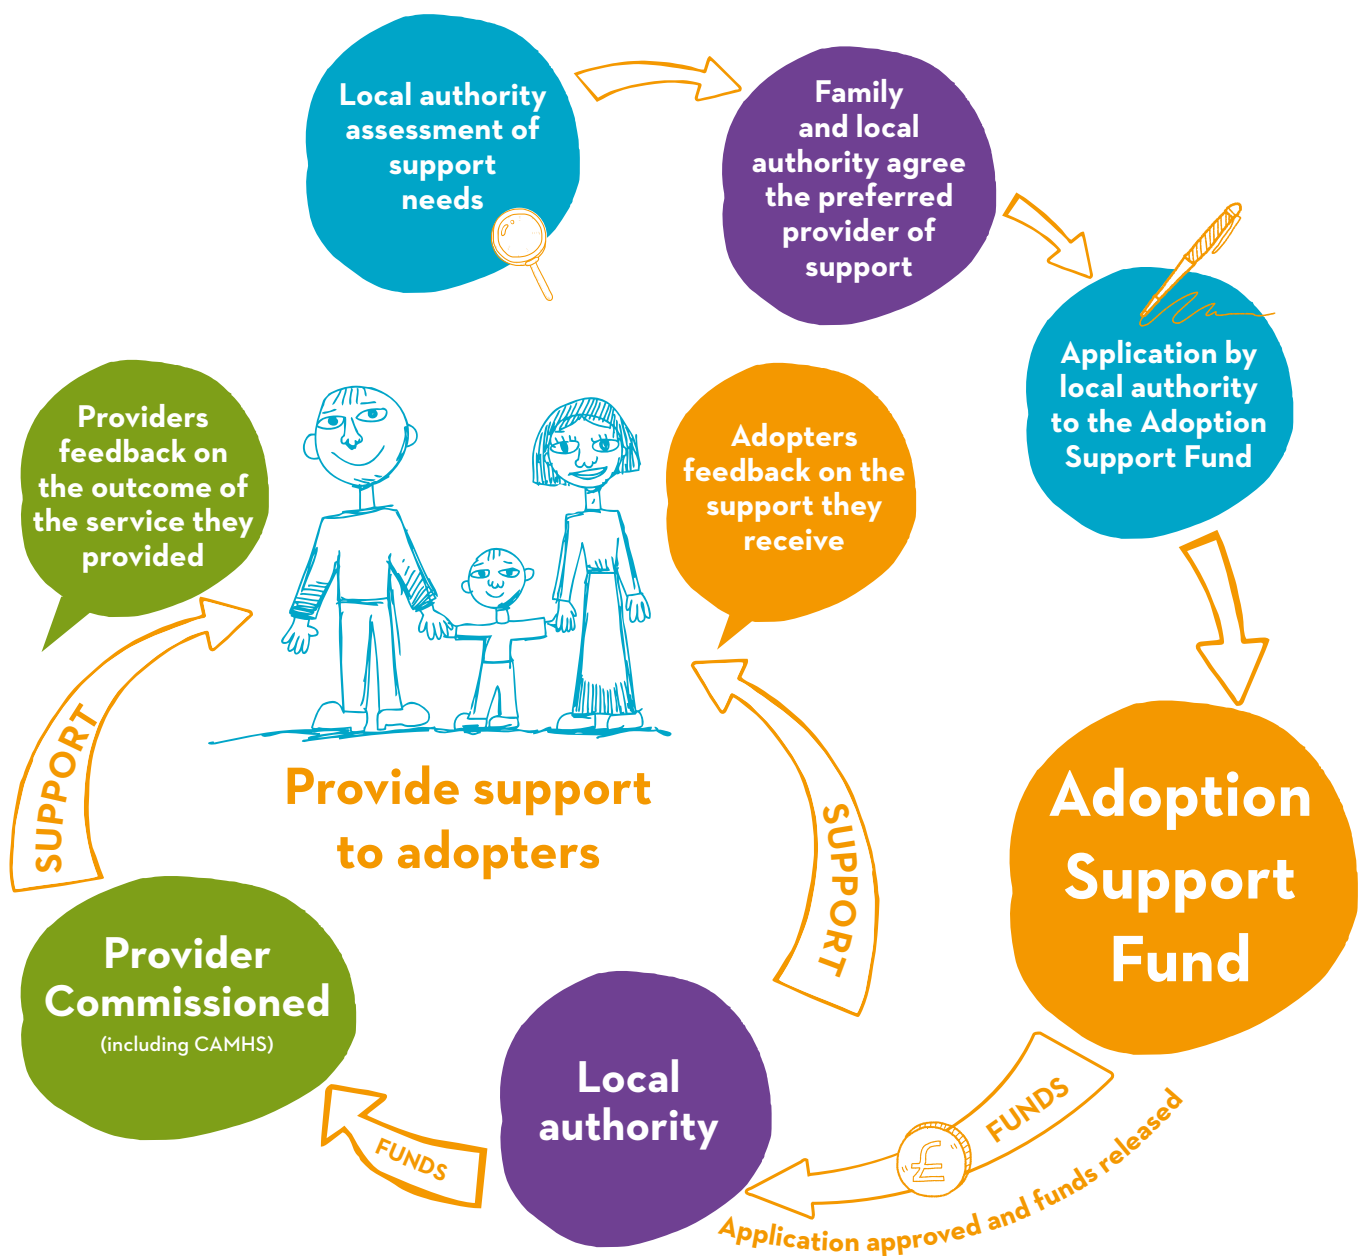 Local authority
assessment of
support
needs
Family
and local
authority agree
the preferred
provider of
support
Application by
local authority
to the Adoption
Support Fund
Providers
feedback on
the outcome of
the service they
provided
Adopters
feedback on the
support they
receive
SUPPORT
Provide support
to adopters
SUPPORT
Adoption
Support
Fund
Provider
Commissioned
(including CAMHS)
Local
authority
FUNDS
£
FUNDS
Application approved and funds released